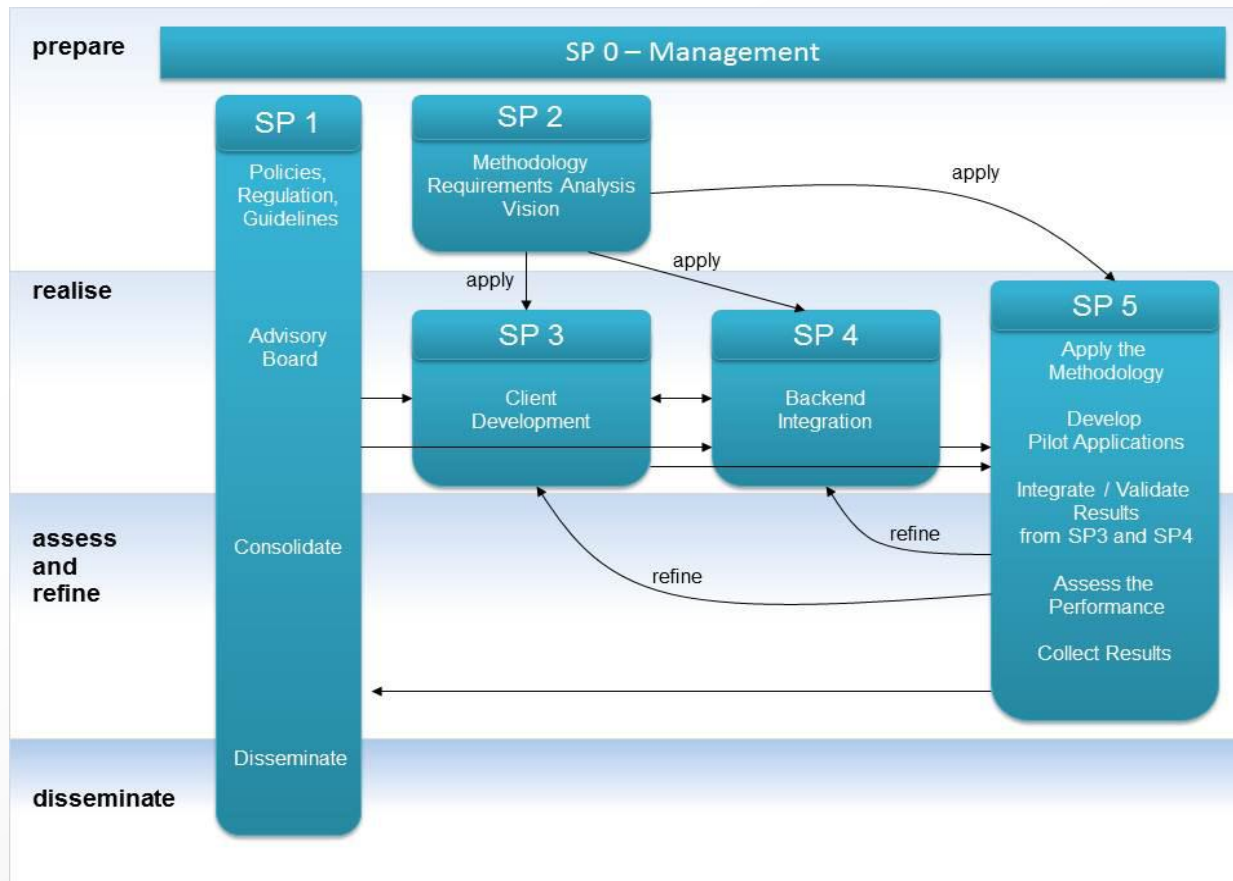 prepare
SP 0 – Management
SP 1
Policies,
Regulation,
Guidelines
Advisory
Board
Consolidate
Disseminate
SP 2
Methodology
Requirements Analysis
Vision
apply
apply
apply
realise
SP 3
Client
Development
SP 4
Backend
Integration
SP 5
Apply the
Methodology
Develop
Pilot Applications
Integrate / Validate
Results
from SP3 and SP4
Assess the
Performance
Collect Results
assess
and
refine
refine
refine
disseminate